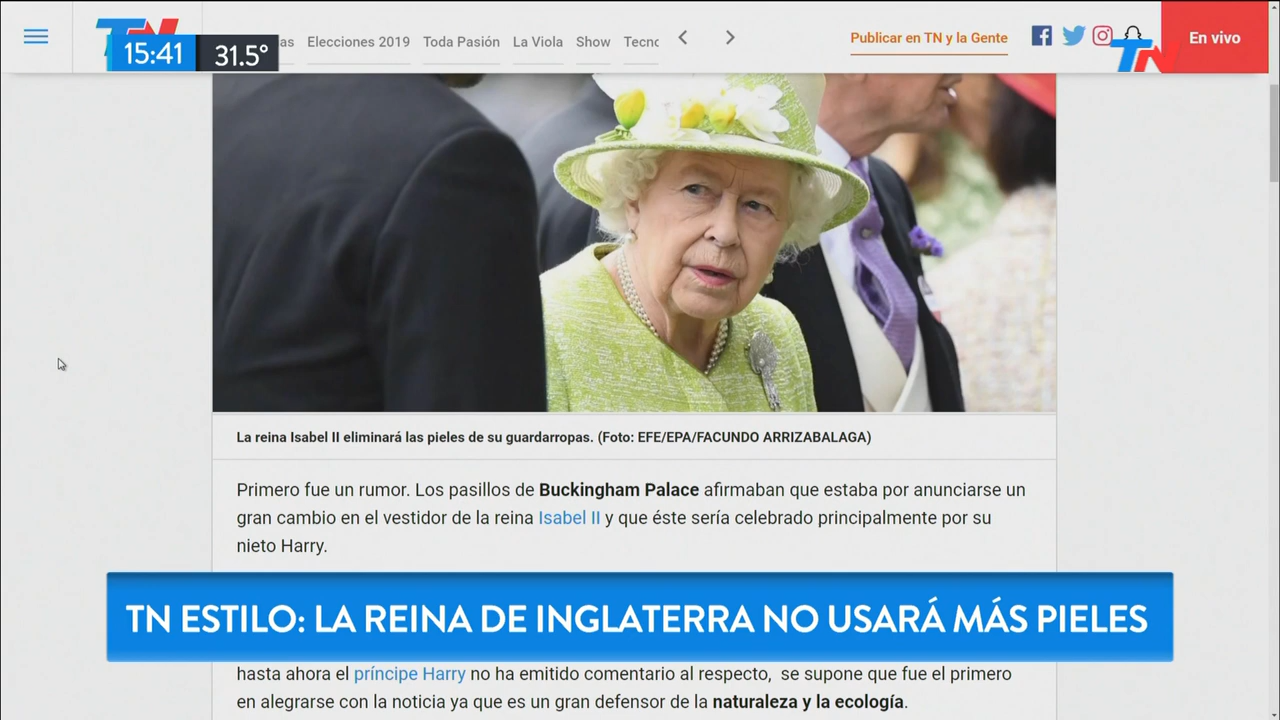 TN
15:41
31.5°
as
Elecciones 2019
Toda Pasión
La Viola
Show
Tecno
Publicar en TN y la Gente
TN
En vivo
La reina Isabel II eliminará las pieles de su guardarropas. (Foto: EFE/EPA/FACUNDO ARRIZABALAGA)
Primero fue un rumor. Los pasillos de Buckingham Palace afirmaban que estaba por anunciarse un
gran cambio en el vestidor de la reina Isabel II y que éste sería celebrado principalmente por su
nieto Harry.
TN ESTILO: LA REINA DE INGLATERRA NO USARÁ MÁS PIELES
hasta ahora el príncipe Harry no ha emitido comentario al respecto, se supone que fue el primero
en alegrarse con la noticia ya que es un gran defensor de la naturaleza y la ecología.